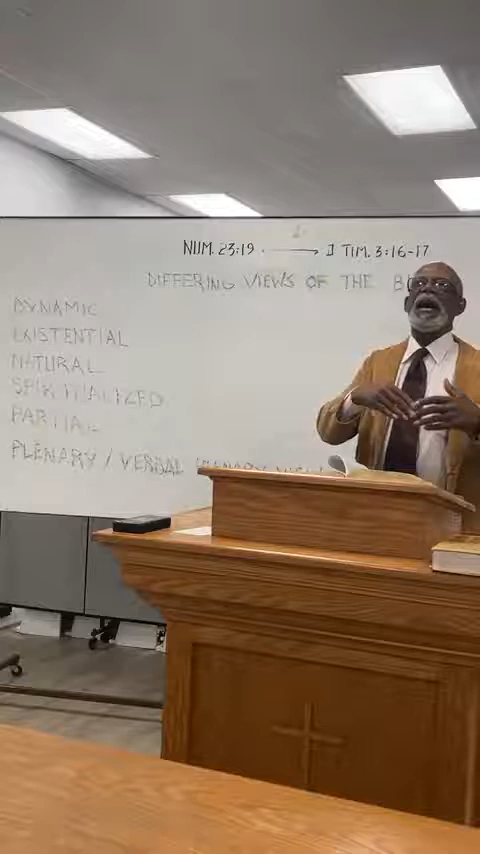 NUM. 23:19 . ⟶ II TIM. 3:16-17
DIFFERING VIEWS OF THE B
DYNAMIC
EXISTENTIAL
NATURAL
SPIRITUALIZED
PARTIAL
PLENARY / VERBAL